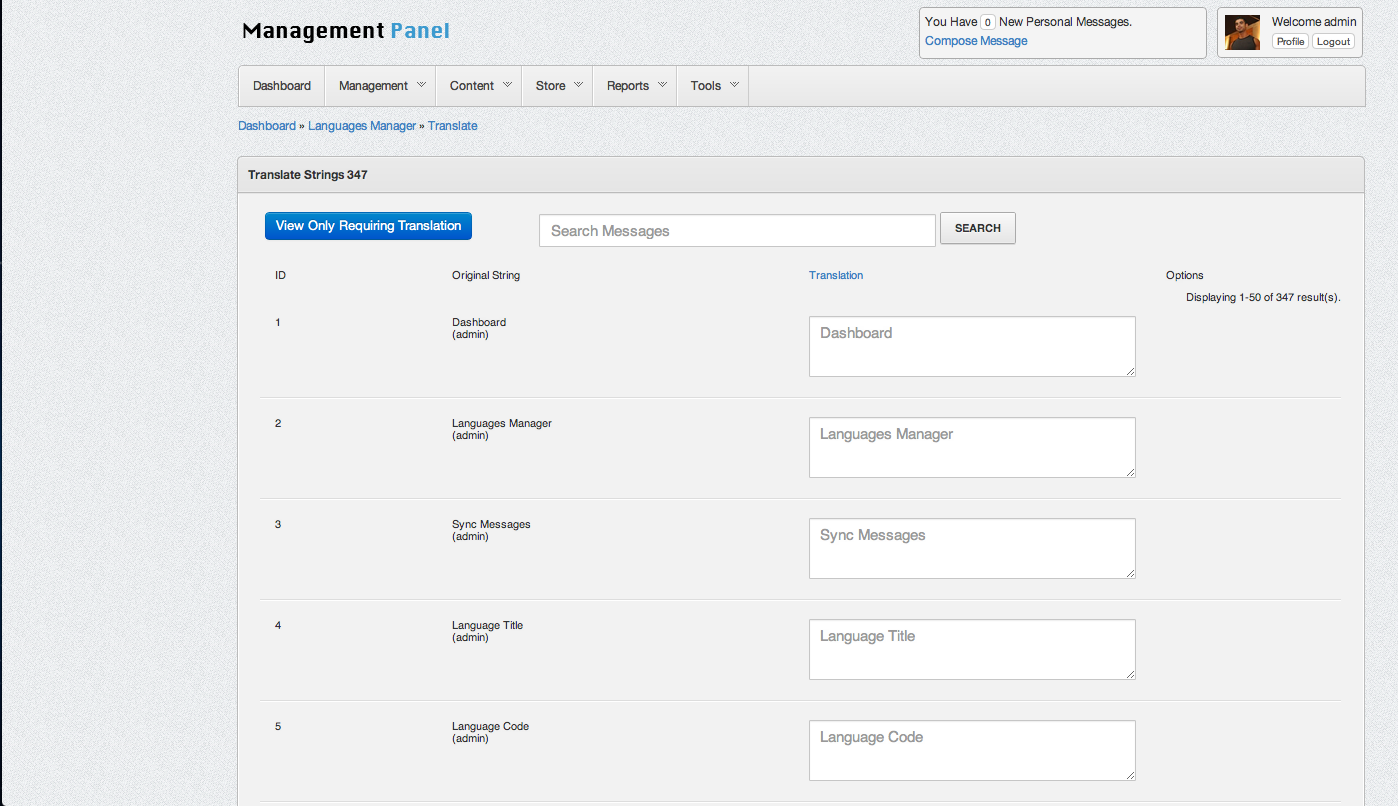 Management Panel
You Have 0 New Personal Messages.
Compose Message
Welcome admin
Profile Logout
Dashboard Management Content Store Reports Tools
Dashboard » Languages Manager » Translate
Translate Strings 347
View Only Requiring Translation Search Messages SEARCH
ID Original String Translation Options
Displaying 1-50 of 347 result(s).
1 Dashboard Dashboard
(admin)
2 Languages Manager Languages Manager
(admin)
3 Sync Messages Sync Messages
(admin)
4 Language Title Language Title
(admin)
5 Language Code Language Code
(admin)